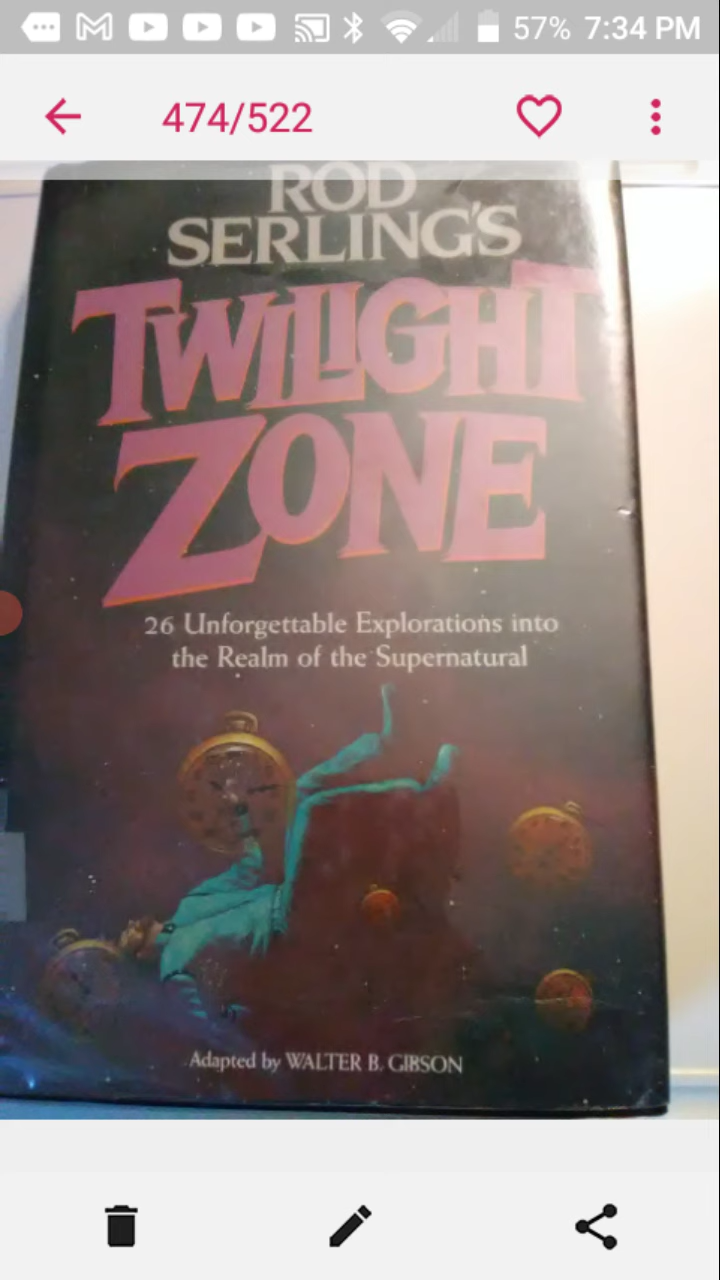 57% 7:34 PM
474/522
ROD
SERLING'S
TWILIGHT
ZONE
26 Unforgettable Explorations into
the Realm of the Supernatural
Adapted by WALTER B. GIBSON